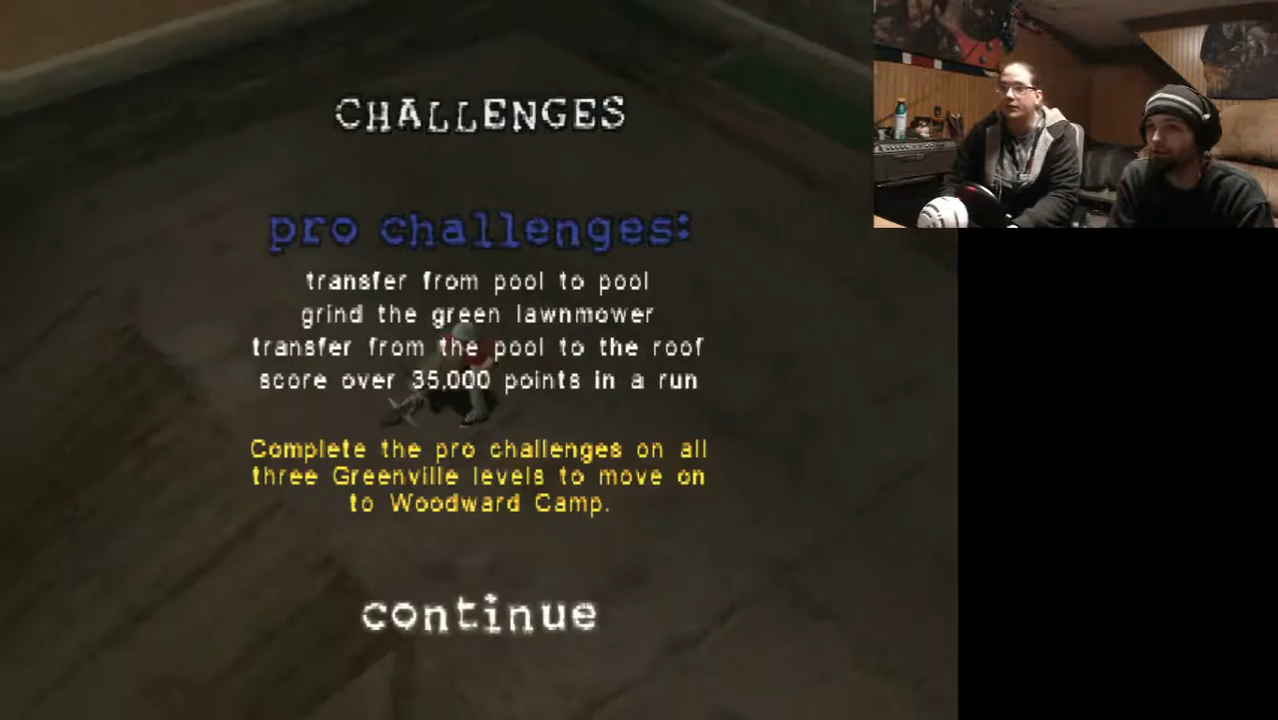 CHALLENGES
pro challenges:
transfer from pool to pool
grind the green lawnmower
transfer from the pool to the roof
score over 35,000 points in a run
Complete the pro challenges on all
three Greenville levels to move on
to Woodward Camp.
continue